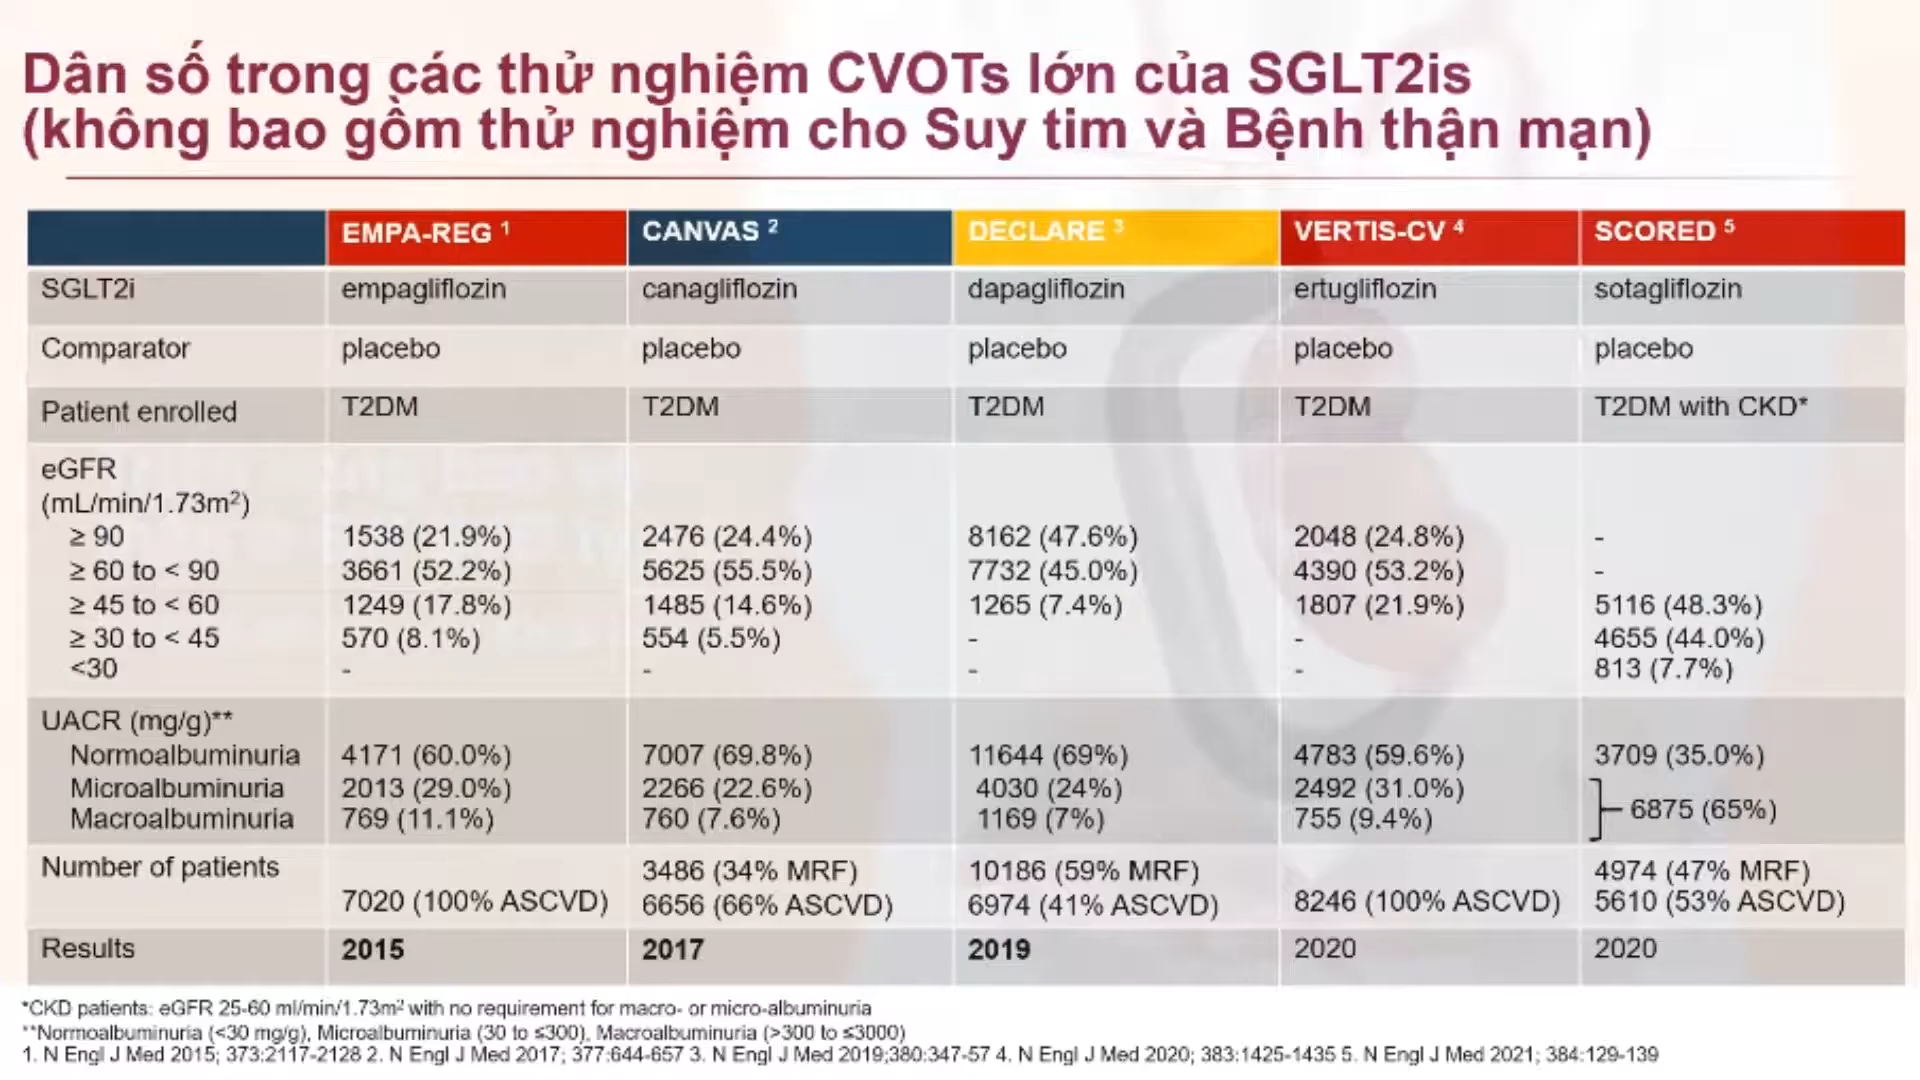 Dân số trong các thử nghiệm CVOTs lớn của SGLT2is
(không bao gồm thử nghiệm cho Suy tim và Bệnh thận mạn)
EMPA-REG 1 CANVAS 2 DECLARE 3 VERTIS-CV 4 SCORED 5
SGLT2i empagliflozin canagliflozin dapagliflozin ertugliflozin sotagliflozin
Comparator placebo placebo placebo placebo placebo
Patient enrolled T2DM T2DM T2DM T2DM T2DM with CKD*
eGFR
(mL/min/1.73m²)
≥ 90 1538 (21.9%) 2476 (24.4%) 8162 (47.6%) 2048 (24.8%) -
≥ 60 to < 90 3661 (52.2%) 5625 (55.5%) 7732 (45.0%) 4390 (53.2%) -
≥ 45 to < 60 1249 (17.8%) 1485 (14.6%) 1265 (7.4%) 1807 (21.9%) 5116 (48.3%)
≥ 30 to < 45 570 (8.1%) 554 (5.5%) - - 4655 (44.0%)
<30 - - - - 813 (7.7%)
UACR (mg/g)**
Normoalbuminuria 4171 (60.0%) 7007 (69.8%) 11644 (69%) 4783 (59.6%) 3709 (35.0%)
Microalbuminuria 2013 (29.0%) 2266 (22.6%) 4030 (24%) 2492 (31.0%)
6875 (65%)
Macroalbuminuria 769 (11.1%) 760 (7.6%) 1169 (7%) 755 (9.4%)
Number of patients 3486 (34% MRF) 10186 (59% MRF) 4974 (47% MRF)
7020 (100% ASCVD) 6656 (66% ASCVD) 6974 (41% ASCVD) 8246 (100% ASCVD) 5610 (53% ASCVD)
Results 2015 2017 2019 2020 2020
*CKD patients: eGFR 25-60 ml/min/1.73m² with no requirement for macro- or micro-albuminuria
**Normoalbuminuria (<30 mg/g), Microalbuminuria (30 to ≤300), Macroalbuminuria (>300 to ≤3000)
1. N Engl J Med 2015; 373:2117-2128 2. N Engl J Med 2017; 377:644-657 3. N Engl J Med 2019;380:347-57 4. N Engl J Med 2020; 383:1425-1435 5. N Engl J Med 2021; 384:129-139